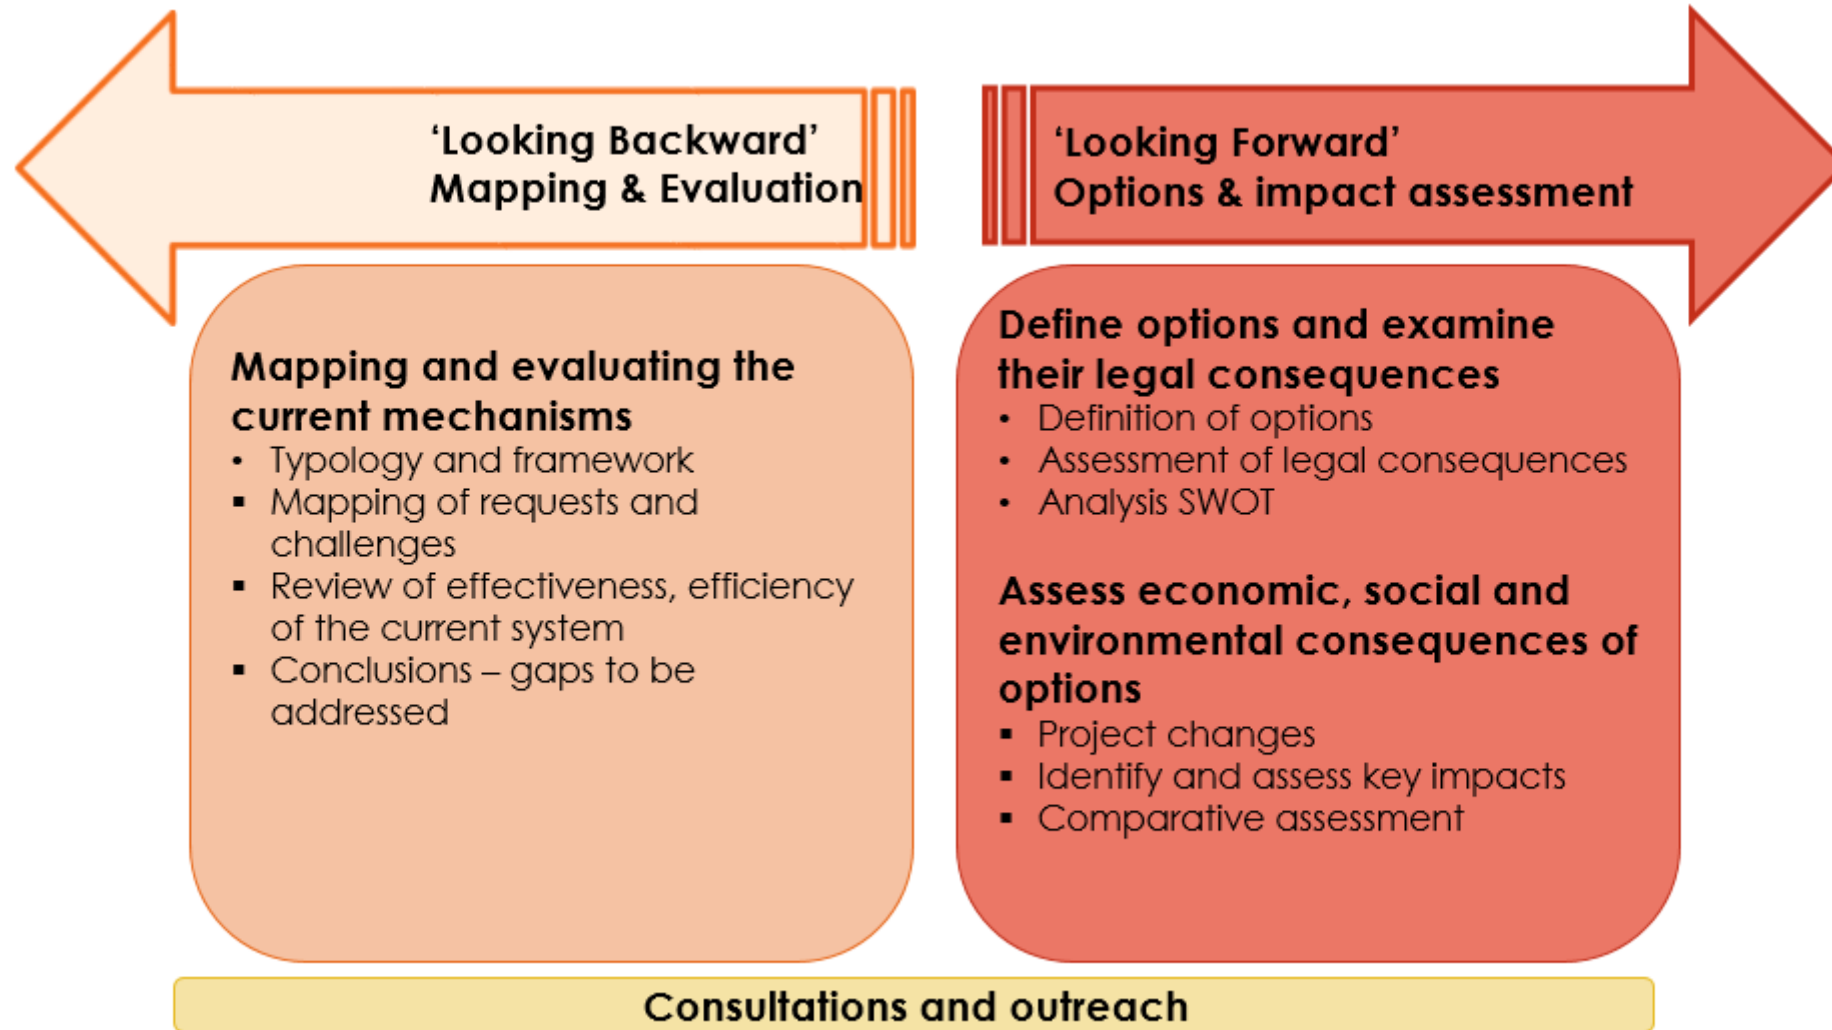 ‘Looking Backward’
Mapping & Evaluation
Mapping and evaluating the
current mechanisms
• Typology and framework
▪ Mapping of requests and
challenges
▪ Review of effectiveness, efficiency
of the current system
▪ Conclusions – gaps to be
addressed
‘Looking Forward’
Options & impact assessment
Define options and examine
their legal consequences
• Definition of options
• Assessment of legal consequences
• Analysis SWOT
Assess economic, social and
environmental consequences of
options
▪ Project changes
▪ Identify and assess key impacts
▪ Comparative assessment
Consultations and outreach